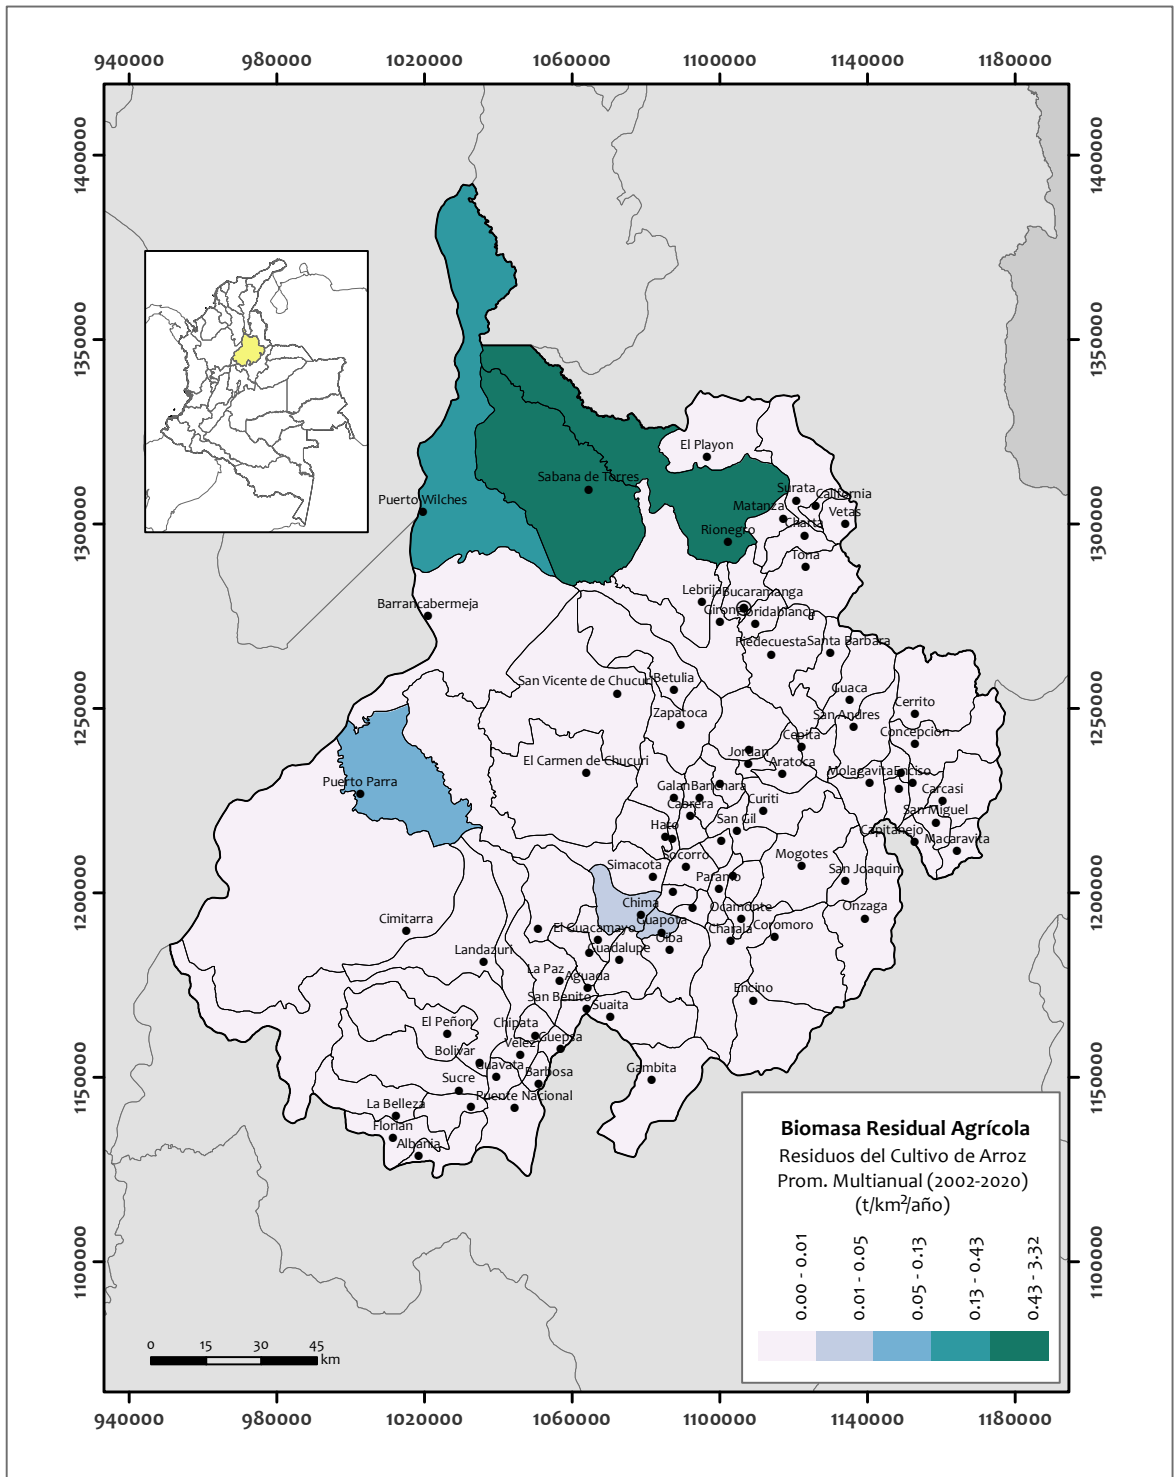 940000 980000 1020000 1060000 1100000 1140000 1180000
1400000
1400000
1350000
1350000
El Playon
Sabana de Torres
Surata
California
Puerto Wilches
Matanza
Vetas
1300000
1300000
Charta
Rionegro
Tona
Lebrija
Bucaramanga
Barrancabermeja
Giron
Floridablanca
Piedecuesta
Santa Barbara
San Vicente de Chucuri
Betulia
Guaca
Cerrito
1250000
1250000
Zapatoca
San Andres
Concepcion
Cepita
Jordan
El Carmen de Chucuri
Aratoca
Puerto Parra
Molagavita
Enciso
Galan
Barichara
Carcasi
Cabrera
Curiti
San Miguel
Hato
San Gil
Capitanejo
Macaravita
Socorro
Mogotes
Simacota
San Joaquin
Paramo
1200000
1200000
Chima
Ocamonte
Onzaga
Cimitarra
El Guacamayo
Guapota
Charala
Coromoro
Oiba
Landazuri
Guadalupe
La Paz
Aguada
Encino
San Benito
Suaita
El Peñon
Chipata
Guepsa
Velez
Bolivar
Guavata
Barbosa
Gambita
Sucre
1150000
1150000
Puente Nacional
La Belleza
Florian
Albania
Biomasa Residual Agrícola
Residuos del Cultivo de Arroz
Prom. Multianual (2002-2020)
(t/km²/año)
0.00 - 0.01
0.01 - 0.05
0.05 - 0.13
0.13 - 0.43
0.43 - 3.32
1100000
1100000
0 15 30 45
km
940000 980000 1020000 1060000 1100000 1140000 1180000